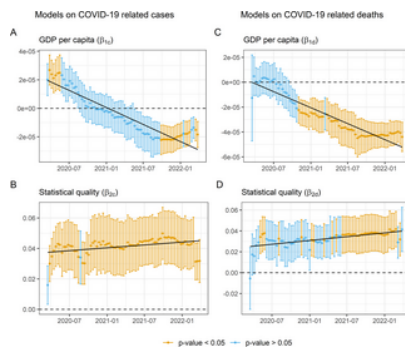 Models on COVID-19 related cases
Models on COVID-19 related deaths
A
GDP per capita (β1c)
4e-05
2e-05
0e+00
-2e-05
2020-07
2021-01
2021-07
2022-01
C
GDP per capita (β1d)
2e-05
0e+00
-2e-05
-4e-05
-6e-05
2020-07
2021-01
2021-07
2022-01
B
Statistical quality (β2c)
0.06
0.04
0.02
0.00
2020-07
2021-01
2021-07
2022-01
D
Statistical quality (β2d)
0.06
0.04
0.02
0.00
-0.02
2020-07
2021-01
2021-07
2022-01
p-value < 0.05
p-value > 0.05